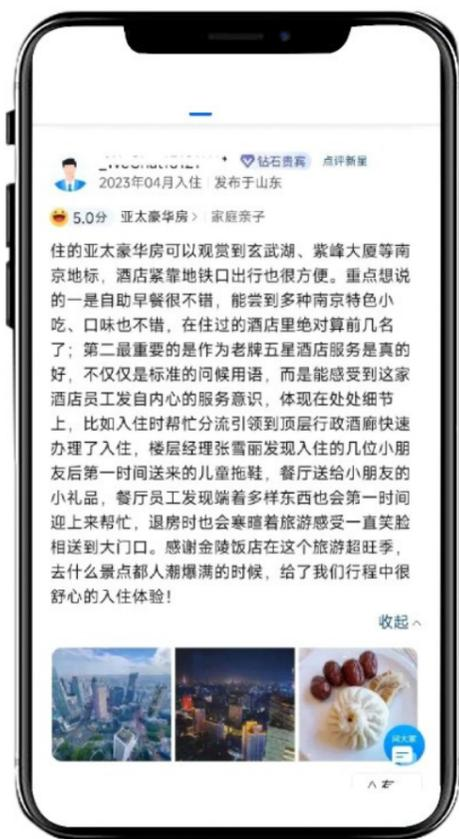 钻石贵宾 点评新星
2023年04月入住 发布于山东
5.0分 亚太豪华房> 家庭亲子
住的亚太豪华房可以观赏到玄武湖、紫峰大厦等南
京地标，酒店紧靠地铁口出行也很方便。重点想说
的一是自助早餐很不错，能尝到多种南京特色小
吃、口味也不错，在住过的酒店里绝对算前几名
了；第二最重要的是作为老牌五星酒店服务是真的
好，不仅仅是标准的问候用语，而是能感受到这家
酒店员工发自内心的服务意识，体现在处处细节
上，比如入住时帮忙分流引领到顶层行政酒廊快速
办理了入住，楼层经理张雪丽发现入住的几位小朋
友后第一时间送来的儿童拖鞋，餐厅送给小朋友的
小礼品，餐厅员工发现端着多样东西也会第一时间
迎上来帮忙，退房时也会寒暄着旅游感受一直笑脸
相送到大门口。感谢金陵饭店在这个旅游超旺季，
去什么景点都人潮爆满的时候，给了我们行程中很
舒心的入住体验！
收起
问大家